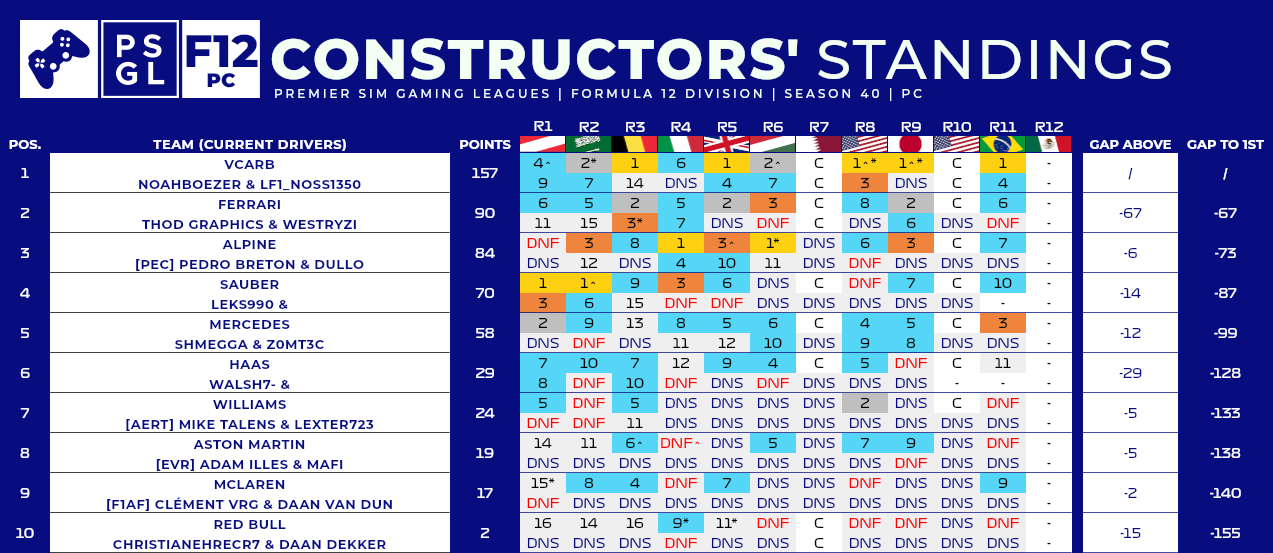 PS GL F12 PC CONSTRUCTORS' STANDINGS
PREMIER SIM GAMING LEAGUES | FORMULA 12 DIVISION | SEASON 40 | PC
R1 R2 R3 R4 R5 R6 R7 R8 R9 R10 R11 R12
POS. TEAM (CURRENT DRIVERS) POINTS GAP ABOVE GAP TO 1ST
VCARB 4^ 2* 1 6 1 2^ C 1^* 1^* C 1 -
1 157 / /
NOAHBOEZER & LF1_NOSS1350 9 7 14 DNS 4 7 C 3 DNS C 4 -
FERRARI 6 5 2 5 2 3 C 8 2 C 6 -
2 90 -67 -67
THOD GRAPHICS & WESTRYZI 11 15 3* 7 DNS DNF C DNS 6 DNS DNF -
ALPINE DNF 3 8 1 3^ 1* DNS 6 3 C 7 -
3 84 -6 -73
[PEC] PEDRO BRETON & DULLO DNS 12 DNS 4 10 11 DNS DNF DNS DNS DNS -
SAUBER 1 1^ 9 3 6 DNS C DNF 7 C 10 -
4 70 -14 -87
LEKS990 & 3 6 15 DNF DNF DNS DNS DNS DNS DNS - -
MERCEDES 2 9 13 8 5 6 C 4 5 C 3 -
5 58 -12 -99
SHMEGGA & Z0MT3C DNS DNF DNS 11 12 10 DNS 9 8 DNS DNS -
HAAS 7 10 7 12 9 4 C 5 DNF C 11 -
6 29 -29 -128
WALSH7- & 8 DNF 10 DNF DNS DNF DNS DNS DNS - - -
WILLIAMS 5 DNF 5 DNS DNS DNS DNS 2 DNS C DNF -
7 24 -5 -133
[AERT] MIKE TALENS & LEXTER723 DNF DNF 11 DNS DNS DNS DNS DNS DNS DNS DNS -
ASTON MARTIN 14 11 6^ DNF^ DNS 5 DNS 7 9 DNS DNF -
8 19 -5 -138
[EVR] ADAM ILLES & MAFI DNS DNS DNS DNS DNS DNS DNS DNS DNF DNS DNS -
MCLAREN 15* 8 4 DNF 7 DNS DNS DNF DNS DNS 9 -
9 17 -2 -140
[F1AF] CLÉMENT VRG & DAAN VAN DUN DNF DNS DNS DNS DNS DNS DNS DNS DNS DNS DNS -
RED BULL 16 14 16 9* 11* DNF C DNF DNF DNS DNF -
10 2 -15 -155
CHRISTIANEHRECR7 & DAAN DEKKER DNS DNS DNS DNF DNS DNS C DNS DNS DNS DNS -